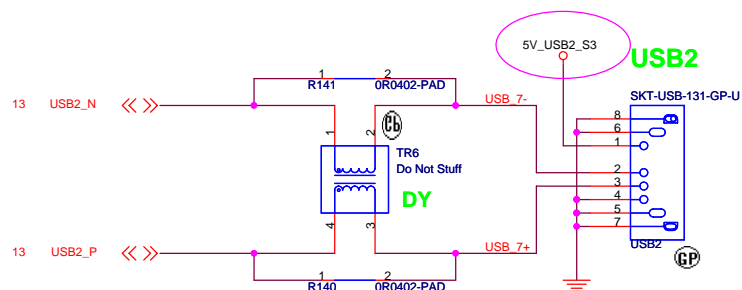 5V_USB2_S3
USB2
SKT-USB-131-GP-U
1 2
R141 0R0402-PAD
13 USB2_N
USB_7-
8
6
1
1 2
TR6
Do Not Stuff
DY
2
3
4
5
7
4 3
13 USB2_P
USB_7+
USB2
GP
1 2
R140 0R0402-PAD